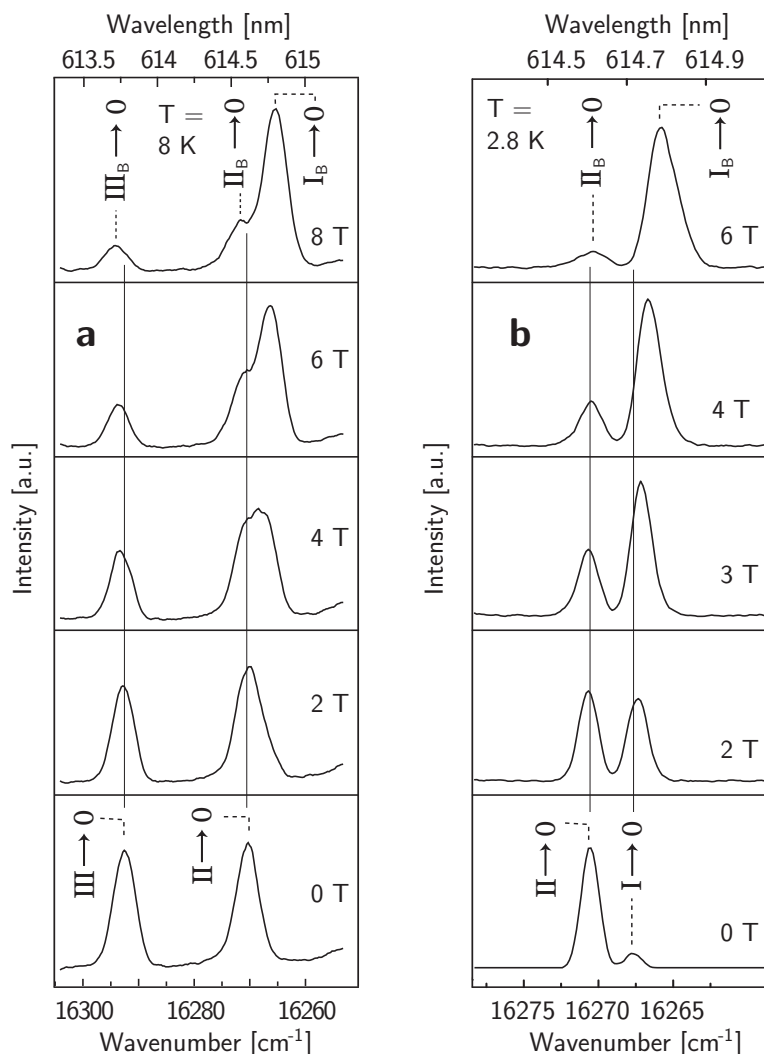 Wavelength [nm]
613.5 614 614.5 615
III_B → 0
T =
8 K
II_B → 0
I_B → 0
8 T
a
6 T
4 T
2 T
III → 0
II → 0
0 T
Intensity [a.u.]
16300 16280 16270 16260
Wavenumber [cm⁻¹]
Wavelength [nm]
614.5 614.7 614.9
T =
2.8 K
II_B → 0
I_B → 0
6 T
b
4 T
3 T
2 T
II → 0
I → 0
0 T
Intensity [a.u.]
16275 16270 16265
Wavenumber [cm⁻¹]